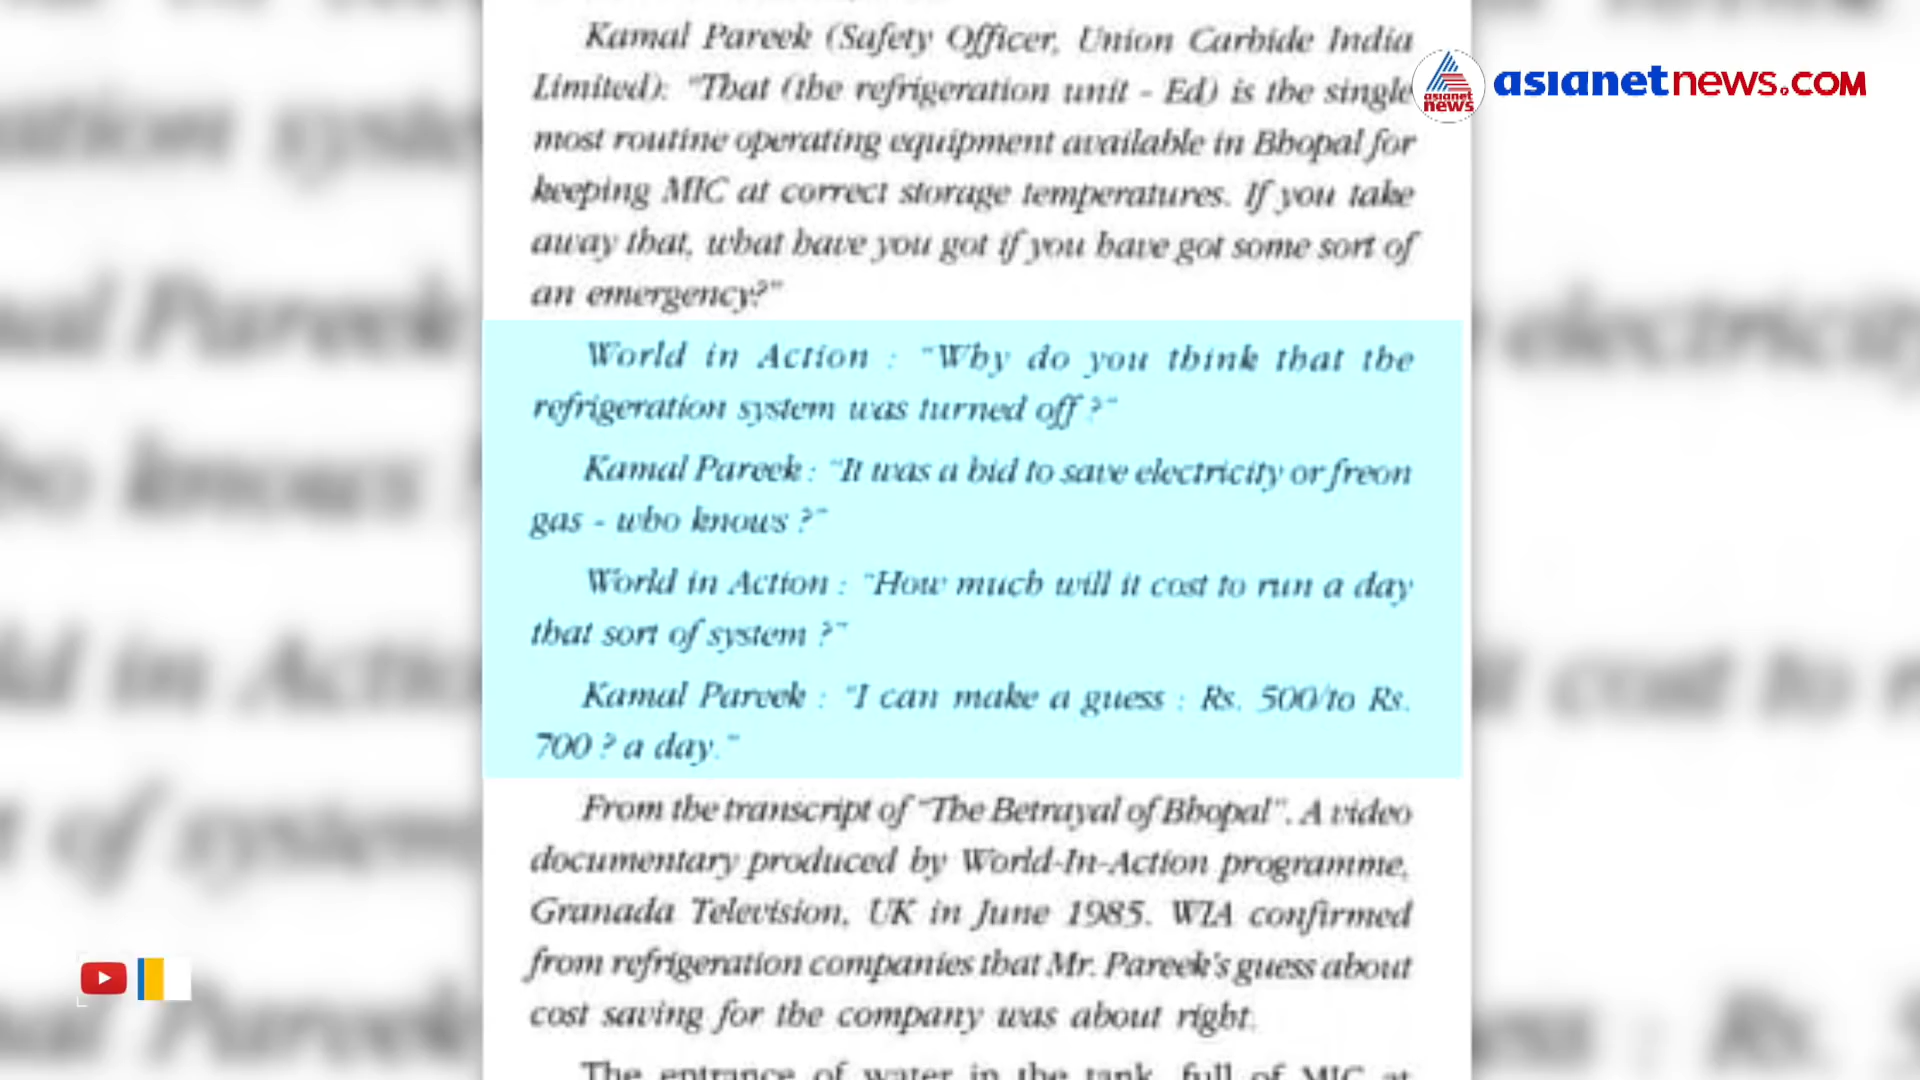 Kamal Pareek (Safety Officer, Union Carbide India
Limited): "That (the refrigeration unit - Ed) is the single
most routine operating equipment available in Bhopal for
keeping MIC at correct storage temperatures. If you take
away that, what have you got if you have got some sort of
an emergency?"
World in Action : "Why do you think that the
refrigeration system was turned off ?"
Kamal Pareek : "It was a bid to save electricity or freon
gas - who knows ?"
World in Action : "How much will it cost to run a day
that sort of system ?"
Kamal Pareek : "I can make a guess : Rs. 500/to Rs.
700 ? a day."
From the transcript of "The Betrayal of Bhopal". A video
documentary produced by World-In-Action programme,
Granada Television, UK in June 1985. WIA confirmed
from refrigeration companies that Mr. Pareek's guess about
cost saving for the company was about right.
The entrance of water in the tank, full of MIC at
asianet
news
asianetnews.COM